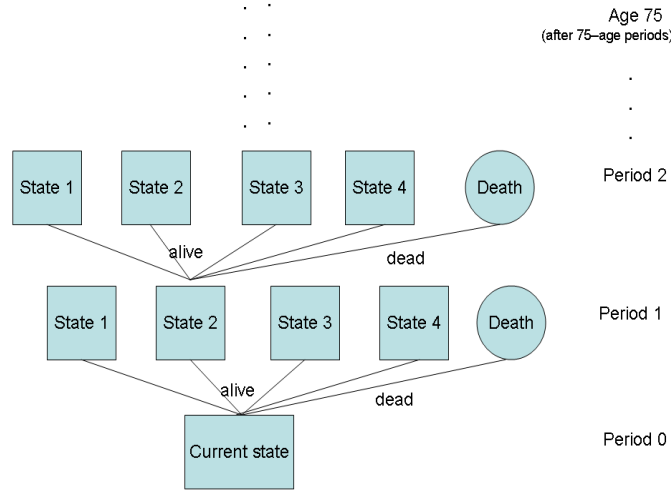 Age 75
(after 75–age periods)
State 1
State 2
State 3
State 4
Death
Period 2
alive
dead
State 1
State 2
State 3
State 4
Death
Period 1
alive
dead
Current state
Period 0